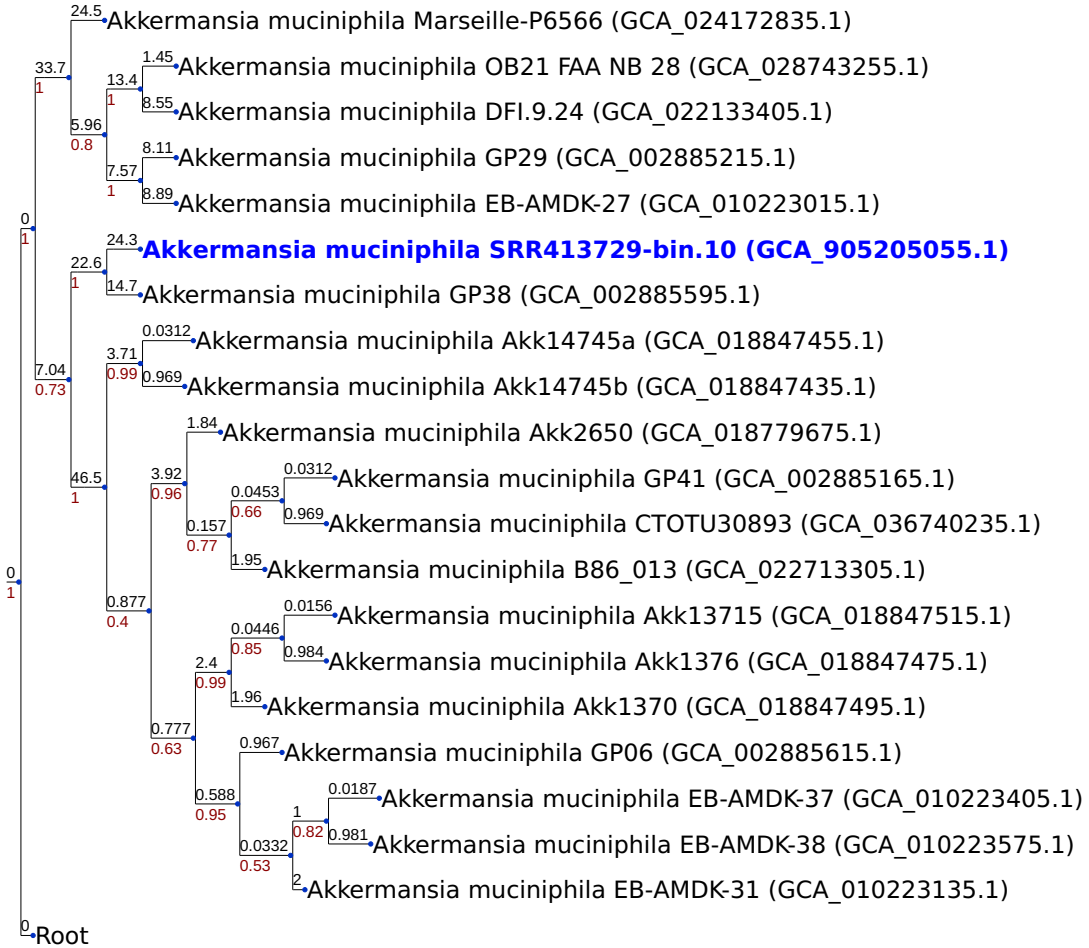 24.5 Akkermansia muciniphila Marseille-P6566 (GCA_024172835.1)
33.7
1
1.45 Akkermansia muciniphila OB21 FAA NB 28 (GCA_028743255.1)
13.4
1
8.55 Akkermansia muciniphila DFI.9.24 (GCA_022133405.1)
5.96
0.8
8.11 Akkermansia muciniphila GP29 (GCA_002885215.1)
7.57
1
8.89 Akkermansia muciniphila EB-AMDK-27 (GCA_010223015.1)
0
1
24.3 Akkermansia muciniphila SRR413729-bin.10 (GCA_905205055.1)
22.6
1
14.7 Akkermansia muciniphila GP38 (GCA_002885595.1)
0.0312 Akkermansia muciniphila Akk14745a (GCA_018847455.1)
3.71
0.99
7.04
0.73
0.969 Akkermansia muciniphila Akk14745b (GCA_018847435.1)
1.84 Akkermansia muciniphila Akk2650 (GCA_018779675.1)
46.5
1
3.92
0.96
0.0312 Akkermansia muciniphila GP41 (GCA_002885165.1)
0.0453
0.66
0.969 Akkermansia muciniphila CTOTU30893 (GCA_036740235.1)
0.157
0.77
1.95 Akkermansia muciniphila B86_013 (GCA_022713305.1)
0
1
0.877
0.4
0.0156 Akkermansia muciniphila Akk13715 (GCA_018847515.1)
0.0446
0.85
0.984 Akkermansia muciniphila Akk1376 (GCA_018847475.1)
2.4
0.99
1.96 Akkermansia muciniphila Akk1370 (GCA_018847495.1)
0.777
0.63
0.967 Akkermansia muciniphila GP06 (GCA_002885615.1)
0.588
0.95
0.0187 Akkermansia muciniphila EB-AMDK-37 (GCA_010223405.1)
1
0.82
0.981 Akkermansia muciniphila EB-AMDK-38 (GCA_010223575.1)
0.0332
0.53
2 Akkermansia muciniphila EB-AMDK-31 (GCA_010223135.1)
0 Root